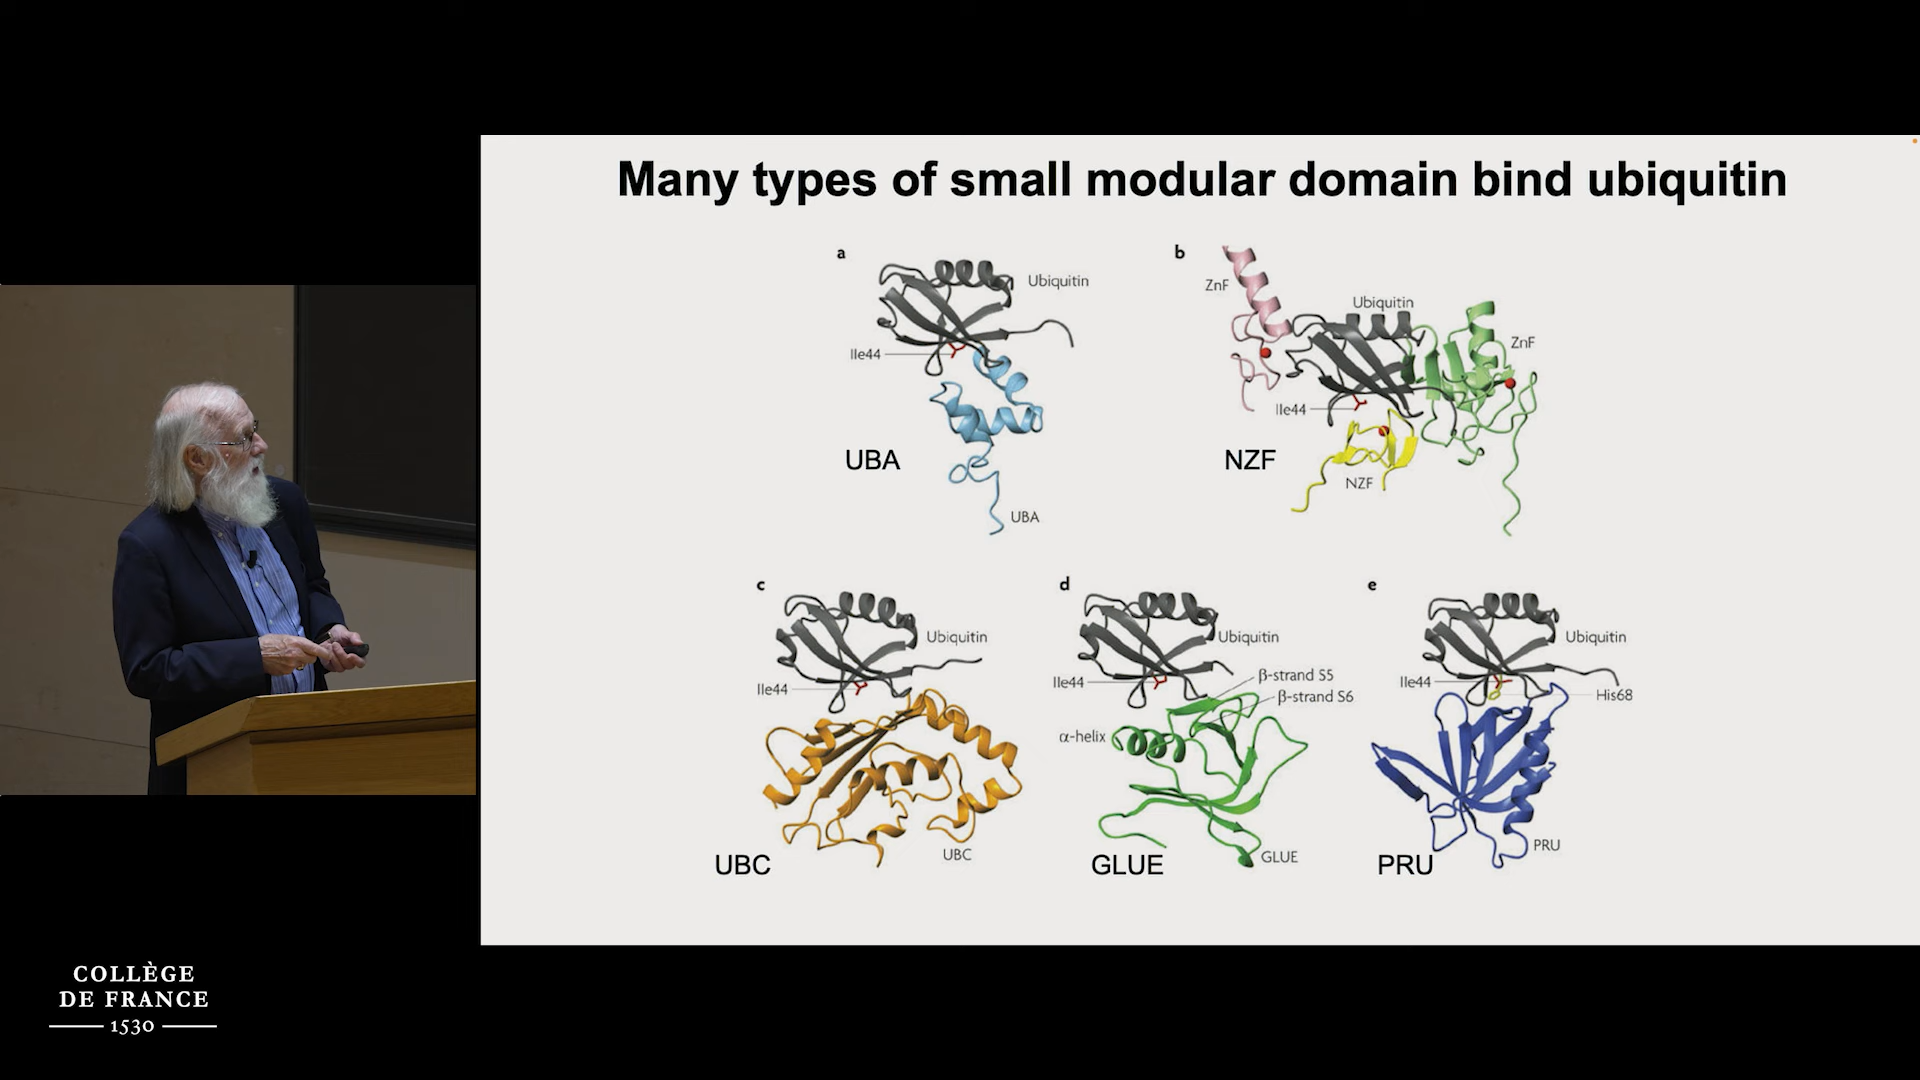 Many types of small modular domain bind ubiquitin
a
Ubiquitin
Ile44
UBA
UBA
b
ZnF
Ubiquitin
ZnF
Ile44
NZF
NZF
c
Ubiquitin
Ile44
UBC
UBC
d
Ubiquitin
Ile44
β-strand S5
β-strand S6
α-helix
GLUE
GLUE
e
Ubiquitin
Ile44
His68
PRU
PRU
COLLÈGE
DE FRANCE
1530